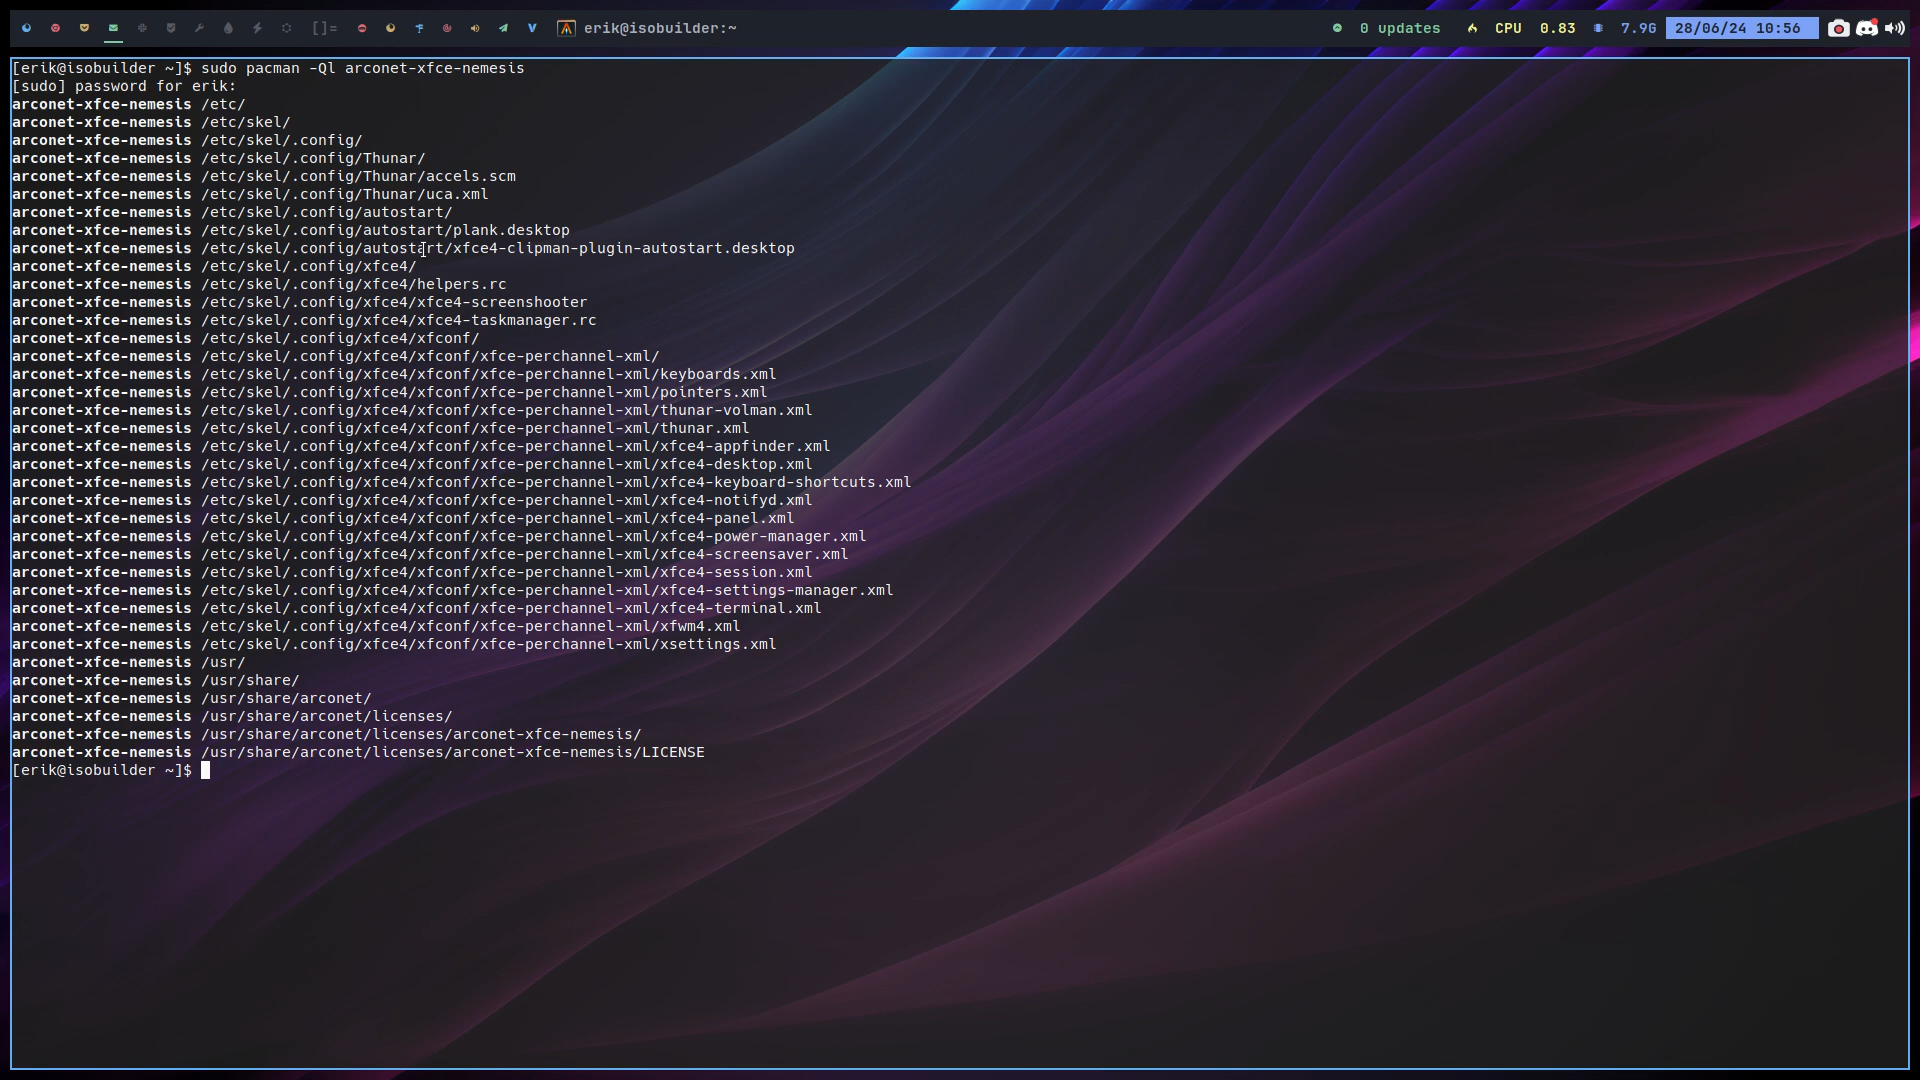 []= erik@isobuilder:~ 0 updates CPU 0.83 7.9G 28/06/24 10:56
[erik@isobuilder ~]$ sudo pacman -Ql arconet-xfce-nemesis
[sudo] password for erik:
arconet-xfce-nemesis /etc/
arconet-xfce-nemesis /etc/skel/
arconet-xfce-nemesis /etc/skel/.config/
arconet-xfce-nemesis /etc/skel/.config/Thunar/
arconet-xfce-nemesis /etc/skel/.config/Thunar/accels.scm
arconet-xfce-nemesis /etc/skel/.config/Thunar/uca.xml
arconet-xfce-nemesis /etc/skel/.config/autostart/
arconet-xfce-nemesis /etc/skel/.config/autostart/plank.desktop
arconet-xfce-nemesis /etc/skel/.config/autostart/xfce4-clipman-plugin-autostart.desktop
arconet-xfce-nemesis /etc/skel/.config/xfce4/
arconet-xfce-nemesis /etc/skel/.config/xfce4/helpers.rc
arconet-xfce-nemesis /etc/skel/.config/xfce4/xfce4-screenshooter
arconet-xfce-nemesis /etc/skel/.config/xfce4/xfce4-taskmanager.rc
arconet-xfce-nemesis /etc/skel/.config/xfce4/xfconf/
arconet-xfce-nemesis /etc/skel/.config/xfce4/xfconf/xfce-perchannel-xml/
arconet-xfce-nemesis /etc/skel/.config/xfce4/xfconf/xfce-perchannel-xml/keyboards.xml
arconet-xfce-nemesis /etc/skel/.config/xfce4/xfconf/xfce-perchannel-xml/pointers.xml
arconet-xfce-nemesis /etc/skel/.config/xfce4/xfconf/xfce-perchannel-xml/thunar-volman.xml
arconet-xfce-nemesis /etc/skel/.config/xfce4/xfconf/xfce-perchannel-xml/thunar.xml
arconet-xfce-nemesis /etc/skel/.config/xfce4/xfconf/xfce-perchannel-xml/xfce4-appfinder.xml
arconet-xfce-nemesis /etc/skel/.config/xfce4/xfconf/xfce-perchannel-xml/xfce4-desktop.xml
arconet-xfce-nemesis /etc/skel/.config/xfce4/xfconf/xfce-perchannel-xml/xfce4-keyboard-shortcuts.xml
arconet-xfce-nemesis /etc/skel/.config/xfce4/xfconf/xfce-perchannel-xml/xfce4-notifyd.xml
arconet-xfce-nemesis /etc/skel/.config/xfce4/xfconf/xfce-perchannel-xml/xfce4-panel.xml
arconet-xfce-nemesis /etc/skel/.config/xfce4/xfconf/xfce-perchannel-xml/xfce4-power-manager.xml
arconet-xfce-nemesis /etc/skel/.config/xfce4/xfconf/xfce-perchannel-xml/xfce4-screensaver.xml
arconet-xfce-nemesis /etc/skel/.config/xfce4/xfconf/xfce-perchannel-xml/xfce4-session.xml
arconet-xfce-nemesis /etc/skel/.config/xfce4/xfconf/xfce-perchannel-xml/xfce4-settings-manager.xml
arconet-xfce-nemesis /etc/skel/.config/xfce4/xfconf/xfce-perchannel-xml/xfce4-terminal.xml
arconet-xfce-nemesis /etc/skel/.config/xfce4/xfconf/xfce-perchannel-xml/xfwm4.xml
arconet-xfce-nemesis /etc/skel/.config/xfce4/xfconf/xfce-perchannel-xml/xsettings.xml
arconet-xfce-nemesis /usr/
arconet-xfce-nemesis /usr/share/
arconet-xfce-nemesis /usr/share/arconet/
arconet-xfce-nemesis /usr/share/arconet/licenses/
arconet-xfce-nemesis /usr/share/arconet/licenses/arconet-xfce-nemesis/
arconet-xfce-nemesis /usr/share/arconet/licenses/arconet-xfce-nemesis/LICENSE
[erik@isobuilder ~]$